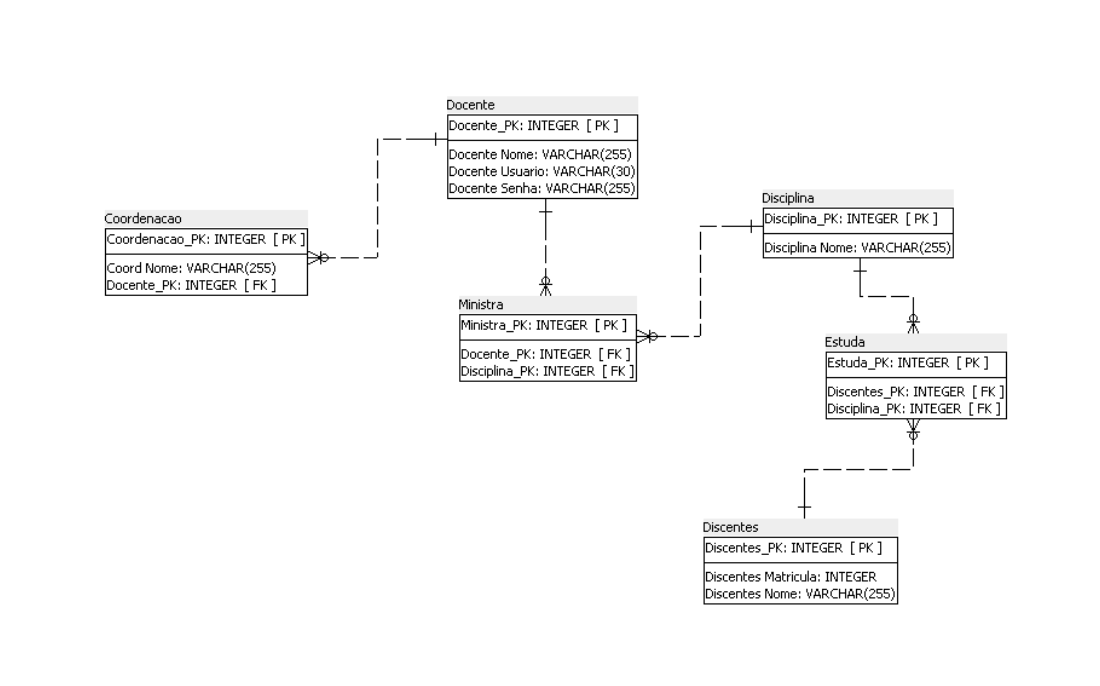 Docente
Docente_PK: INTEGER [ PK ]
Docente Nome: VARCHAR(255)
Docente Usuario: VARCHAR(30)
Docente Senha: VARCHAR(255)
Coordenacao
Coordenacao_PK: INTEGER [ PK ]
Coord Nome: VARCHAR(255)
Docente_PK: INTEGER [ FK ]
Disciplina
Disciplina_PK: INTEGER [ PK ]
Disciplina Nome: VARCHAR(255)
Ministra
Ministra_PK: INTEGER [ PK ]
Docente_PK: INTEGER [ FK ]
Disciplina_PK: INTEGER [ FK ]
Estuda
Estuda_PK: INTEGER [ PK ]
Discentes_PK: INTEGER [ FK ]
Disciplina_PK: INTEGER [ FK ]
Discentes
Discentes_PK: INTEGER [ PK ]
Discentes Matricula: INTEGER
Discentes Nome: VARCHAR(255)